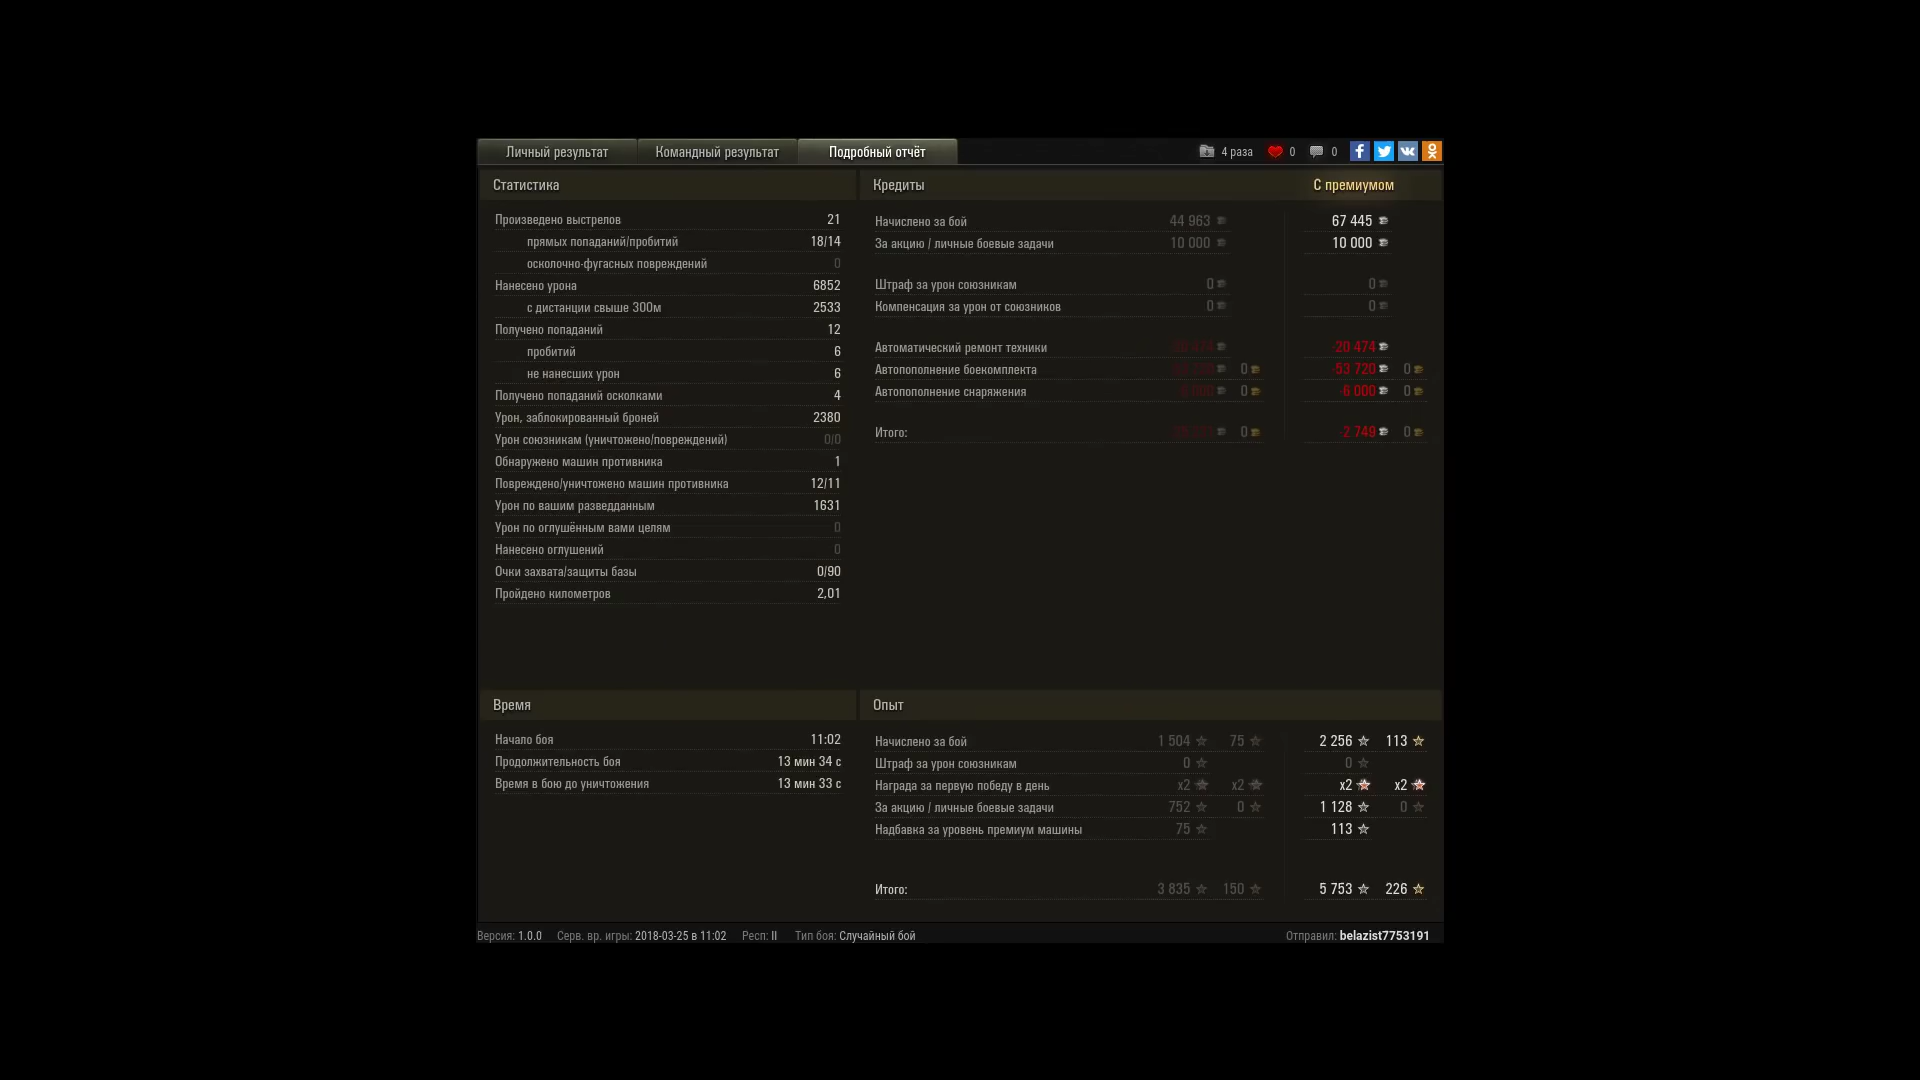 Личный результат Командный результат Подробный отчёт 4 раза 0 0
Статистика
Произведено выстрелов 21
прямых попаданий/пробитий 18/14
осколочно-фугасных повреждений 0
Нанесено урона 6852
с дистанции свыше 300м 2533
Получено попаданий 12
пробитий 6
не нанесших урон 6
Получено попаданий осколками 4
Урон, заблокированный броней 2380
Урон союзникам (уничтожено/повреждений) 0/0
Обнаружено машин противника 1
Повреждено/уничтожено машин противника 12/11
Урон по вашим разведданным 1631
Урон по оглушённым вами целям 0
Нанесено оглушений 0
Очки захвата/защиты базы 0/90
Пройдено километров 2,01
Кредиты С премиумом
Начислено за бой 44 963 67 445
За акцию / личные боевые задачи 10 000 10 000
Штраф за урон союзникам 0 0
Компенсация за урон от союзников 0 0
Автоматический ремонт техники -20 474
Автопополнение боекомплекта 0 -53 720 0
Автопополнение снаряжения 0 -6 000 0
Итого: 0 -2 749 0
Время
Начало боя 11:02
Продолжительность боя 13 мин 34 с
Время в бою до уничтожения 13 мин 33 с
Опыт
Начислено за бой 1 504 75 2 256 113
Штраф за урон союзникам 0 0
Награда за первую победу в день x2 x2 x2 x2
За акцию / личные боевые задачи 752 0 1 128 0
Надбавка за уровень премиум машины 75 113
Итого: 3 835 150 5 753 226
Версия: 1.0.0 Серв. вр. игры: 2018-03-25 в 11:02 Респ: II Тип боя: Случайный бой Отправил: belazist7753191